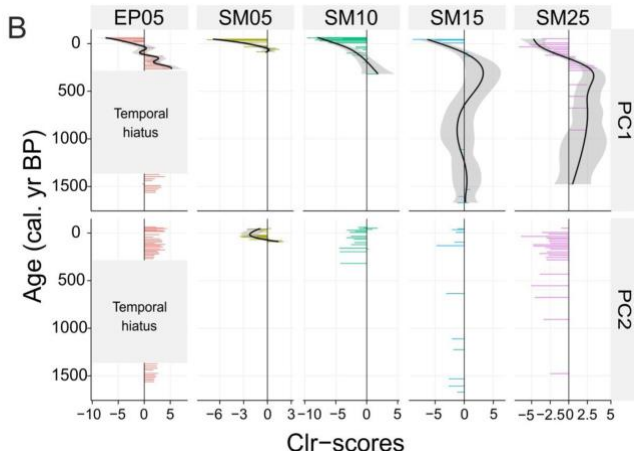 B
EP05 SM05 SM10 SM15 SM25
0
500
1000
1500
Temporal
hiatus
PC1
Age (cal. yr BP)
0
500
1000
1500
Temporal
hiatus
PC2
−10 −5 0 5 −6 −3 0 3 −10 −5 0 5 −5 0 5 −5 −2.5 0 2.5 5
Clr−scores